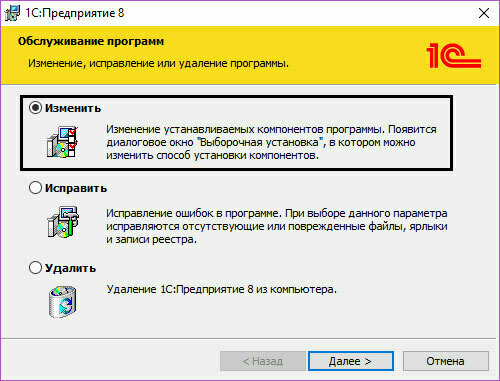 1С:Предприятие 8
Обслуживание программ
Изменение, исправление или удаление программы.
1С
Изменить
Изменение устанавливаемых компонентов программы. Появится
диалоговое окно "Выборочная установка", в котором можно
изменить способ установки компонентов.
Исправить
Исправление ошибок в программе. При выборе данного параметра
исправляются отсутствующие или поврежденные файлы, ярлыки
и записи реестра.
Удалить
Удаление 1С:Предприятие 8 из компьютера.
< Назад
Далее >
Отмена